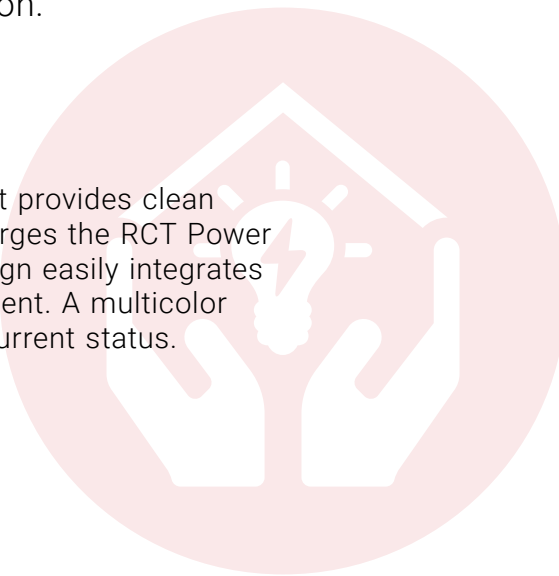 on.
t provides clean
rges the RCT Power
gn easily integrates
ent. A multicolor
urrent status.